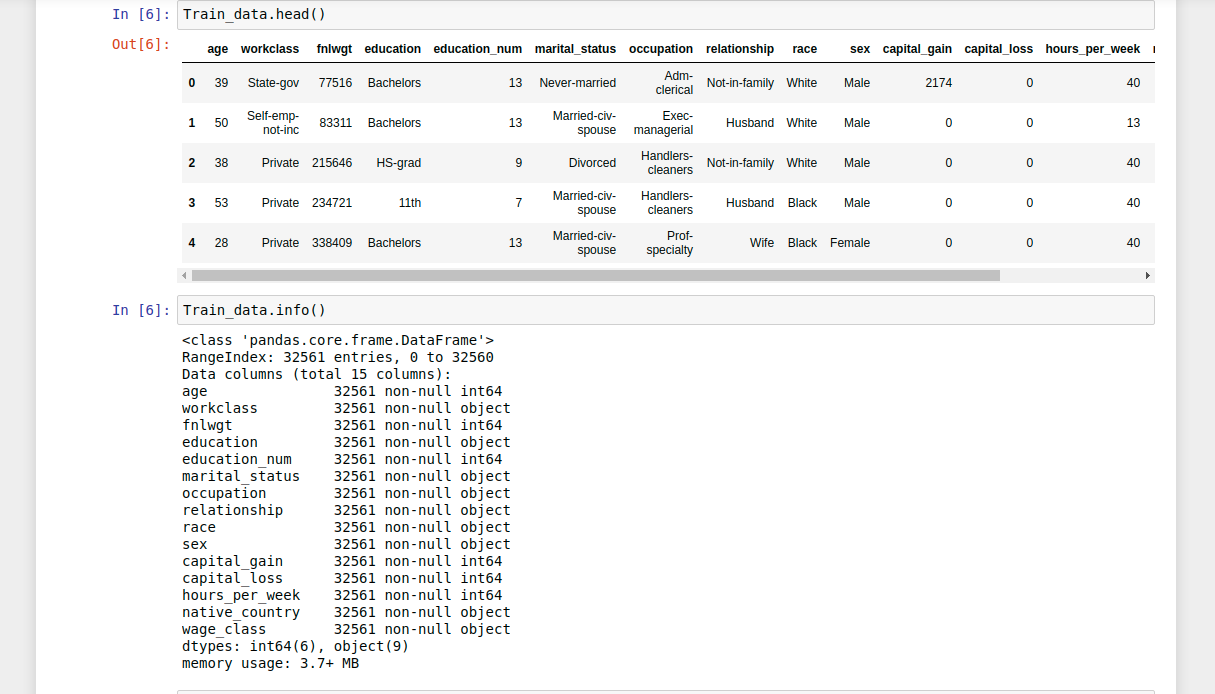 In [6]: Train_data.head()
Out[6]:
age workclass fnlwgt education education_num marital_status occupation relationship race sex capital_gain capital_loss hours_per_week
0 39 State-gov 77516 Bachelors 13 Never-married Adm-clerical Not-in-family White Male 2174 0 40
1 50 Self-emp-not-inc 83311 Bachelors 13 Married-civ-spouse Exec-managerial Husband White Male 0 0 13
2 38 Private 215646 HS-grad 9 Divorced Handlers-cleaners Not-in-family White Male 0 0 40
3 53 Private 234721 11th 7 Married-civ-spouse Handlers-cleaners Husband Black Male 0 0 40
4 28 Private 338409 Bachelors 13 Married-civ-spouse Prof-specialty Wife Black Female 0 0 40
In [6]: Train_data.info()
<class 'pandas.core.frame.DataFrame'>
RangeIndex: 32561 entries, 0 to 32560
Data columns (total 15 columns):
age 32561 non-null int64
workclass 32561 non-null object
fnlwgt 32561 non-null int64
education 32561 non-null object
education_num 32561 non-null int64
marital_status 32561 non-null object
occupation 32561 non-null object
relationship 32561 non-null object
race 32561 non-null object
sex 32561 non-null object
capital_gain 32561 non-null int64
capital_loss 32561 non-null int64
hours_per_week 32561 non-null int64
native_country 32561 non-null object
wage_class 32561 non-null object
dtypes: int64(6), object(9)
memory usage: 3.7+ MB